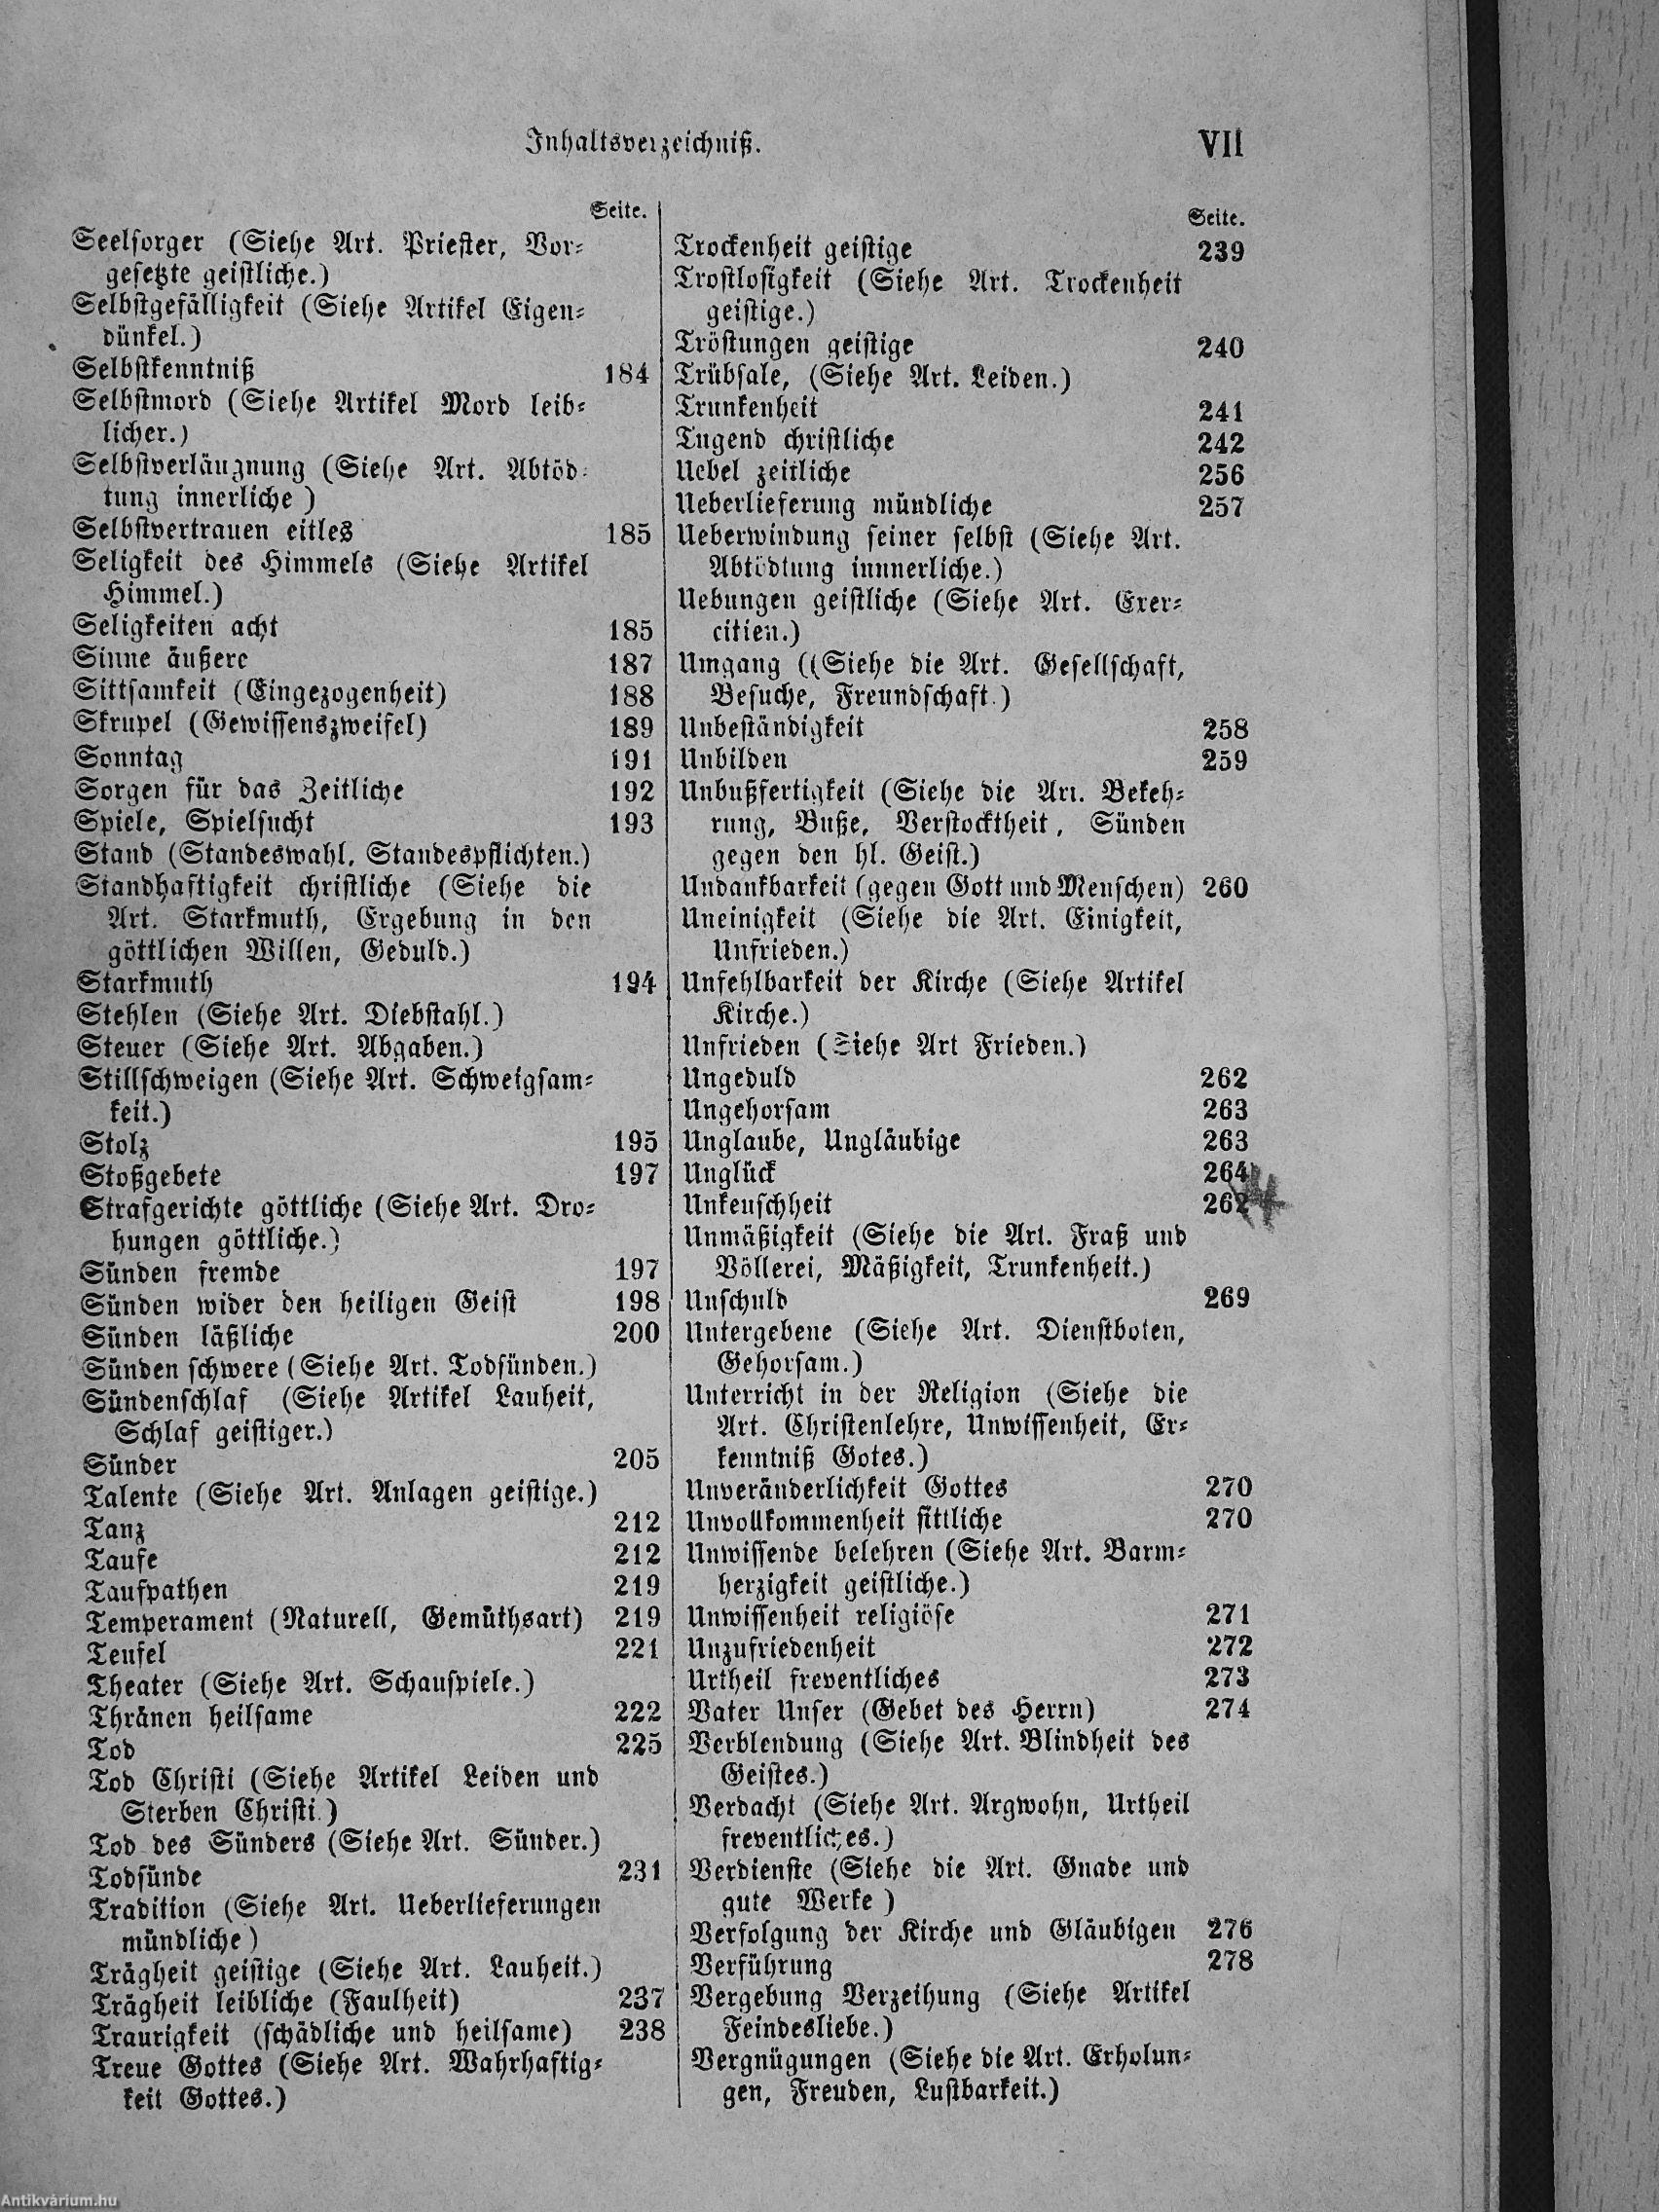 Inhaltsverzeichniß.
VII
Seite.
Seelsorger (Siehe Art. Priester, Vor-
gesetzte geistliche.)
Selbstgefälligkeit (Siehe Artikel Eigen-
dünkel.)
Selbstkenntniß 184
Selbstmord (Siehe Artikel Mord leib-
licher.)
Selbstverläugnung (Siehe Art. Abtöd-
tung innerliche)
Selbstvertrauen eitles 185
Seligkeit des Himmels (Siehe Artikel
Himmel.)
Seligkeiten acht 185
Sinne äußere 187
Sittsamkeit (Eingezogenheit) 188
Skrupel (Gewissenszweifel) 189
Sonntag 191
Sorgen für das Zeitliche 192
Spiele, Spielsucht 193
Stand (Standeswahl, Standespflichten.)
Standhaftigkeit christliche (Siehe die
Art. Starkmuth, Ergebung in den
göttlichen Willen, Geduld.)
Starkmuth 194
Stehlen (Siehe Art. Diebstahl.)
Steuer (Siehe Art. Abgaben.)
Stillschweigen (Siehe Art. Schweigsam-
keit.)
Stolz 195
Stoßgebete 197
Strafgerichte göttliche (Siehe Art. Dro-
hungen göttliche.)
Sünden fremde 197
Sünden wider den heiligen Geist 198
Sünden läßliche 200
Sünden schwere (Siehe Art. Todsünden.)
Sündenschlaf (Siehe Artikel Lauheit,
Schlaf geistiger.)
Sünder 205
Talente (Siehe Art. Anlagen geistige.)
Tanz 212
Taufe 212
Taufpathen 219
Temperament (Naturell, Gemüthsart) 219
Teufel 221
Theater (Siehe Art. Schauspiele.)
Thränen heilsame 222
Tod 225
Tod Christi (Siehe Artikel Leiden und
Sterben Christi.)
Tod des Sünders (Siehe Art. Sünder.)
Todsünde 231
Tradition (Siehe Art. Ueberlieferungen
mündliche)
Trägheit geistige (Siehe Art. Lauheit.)
Trägheit leibliche (Faulheit) 237
Traurigkeit (schädliche und heilsame) 238
Treue Gottes (Siehe Art. Wahrhaftig-
keit Gottes.)
Seite.
Trockenheit geistige 239
Trostlosigkeit (Siehe Art. Trockenheit
geistige.)
Tröstungen geistige 240
Trübsale, (Siehe Art. Leiden.)
Trunkenheit 241
Tugend christliche 242
Uebel zeitliche 256
Ueberlieferung mündliche 257
Ueberwindung seiner selbst (Siehe Art.
Abtödtung innnerliche.)
Uebungen geistliche (Siehe Art. Exer-
citien.)
Umgang ((Siehe die Art. Gesellschaft,
Besuche, Freundschaft.)
Unbeständigkeit 258
Unbilden 259
Unbußfertigkeit (Siehe die Art. Bekeh-
rung, Buße, Verstocktheit, Sünden
gegen den hl. Geist.)
Undankbarkeit (gegen Gott und Menschen) 260
Uneinigkeit (Siehe die Art. Einigkeit,
Unfrieden.)
Unfehlbarkeit der Kirche (Siehe Artikel
Kirche.)
Unfrieden (Siehe Art Frieden.)
Ungeduld 262
Ungehorsam 263
Unglaube, Ungläubige 263
Unglück 264
Unkeuschheit 262 4
Unmäßigkeit (Siehe die Art. Fraß und
Völlerei, Mäßigkeit, Trunkenheit.)
Unschuld 269
Untergebene (Siehe Art. Dienstboten,
Gehorsam.)
Unterricht in der Religion (Siehe die
Art. Christenlehre, Unwissenheit, Er-
kenntniß Gotes.)
Unveränderlichkeit Gottes 270
Unvollkommenheit sittliche 270
Unwissende belehren (Siehe Art. Barm-
herzigkeit geistliche.)
Unwissenheit religiöse 271
Unzufriedenheit 272
Urtheil freventliches 273
Vater Unser (Gebet des Herrn) 274
Verblendung (Siehe Art. Blindheit des
Geistes.)
Verdacht (Siehe Art. Argwohn, Urtheil
freventliches.)
Verdienste (Siehe die Art. Gnade und
gute Werke)
Verfolgung der Kirche und Gläubigen 276
Verführung 278
Vergebung Verzeihung (Siehe Artikel
Feindesliebe.)
Vergnügungen (Siehe die Art. Erholun-
gen, Freuden, Lustbarkeit.)
Antikvárium.hu